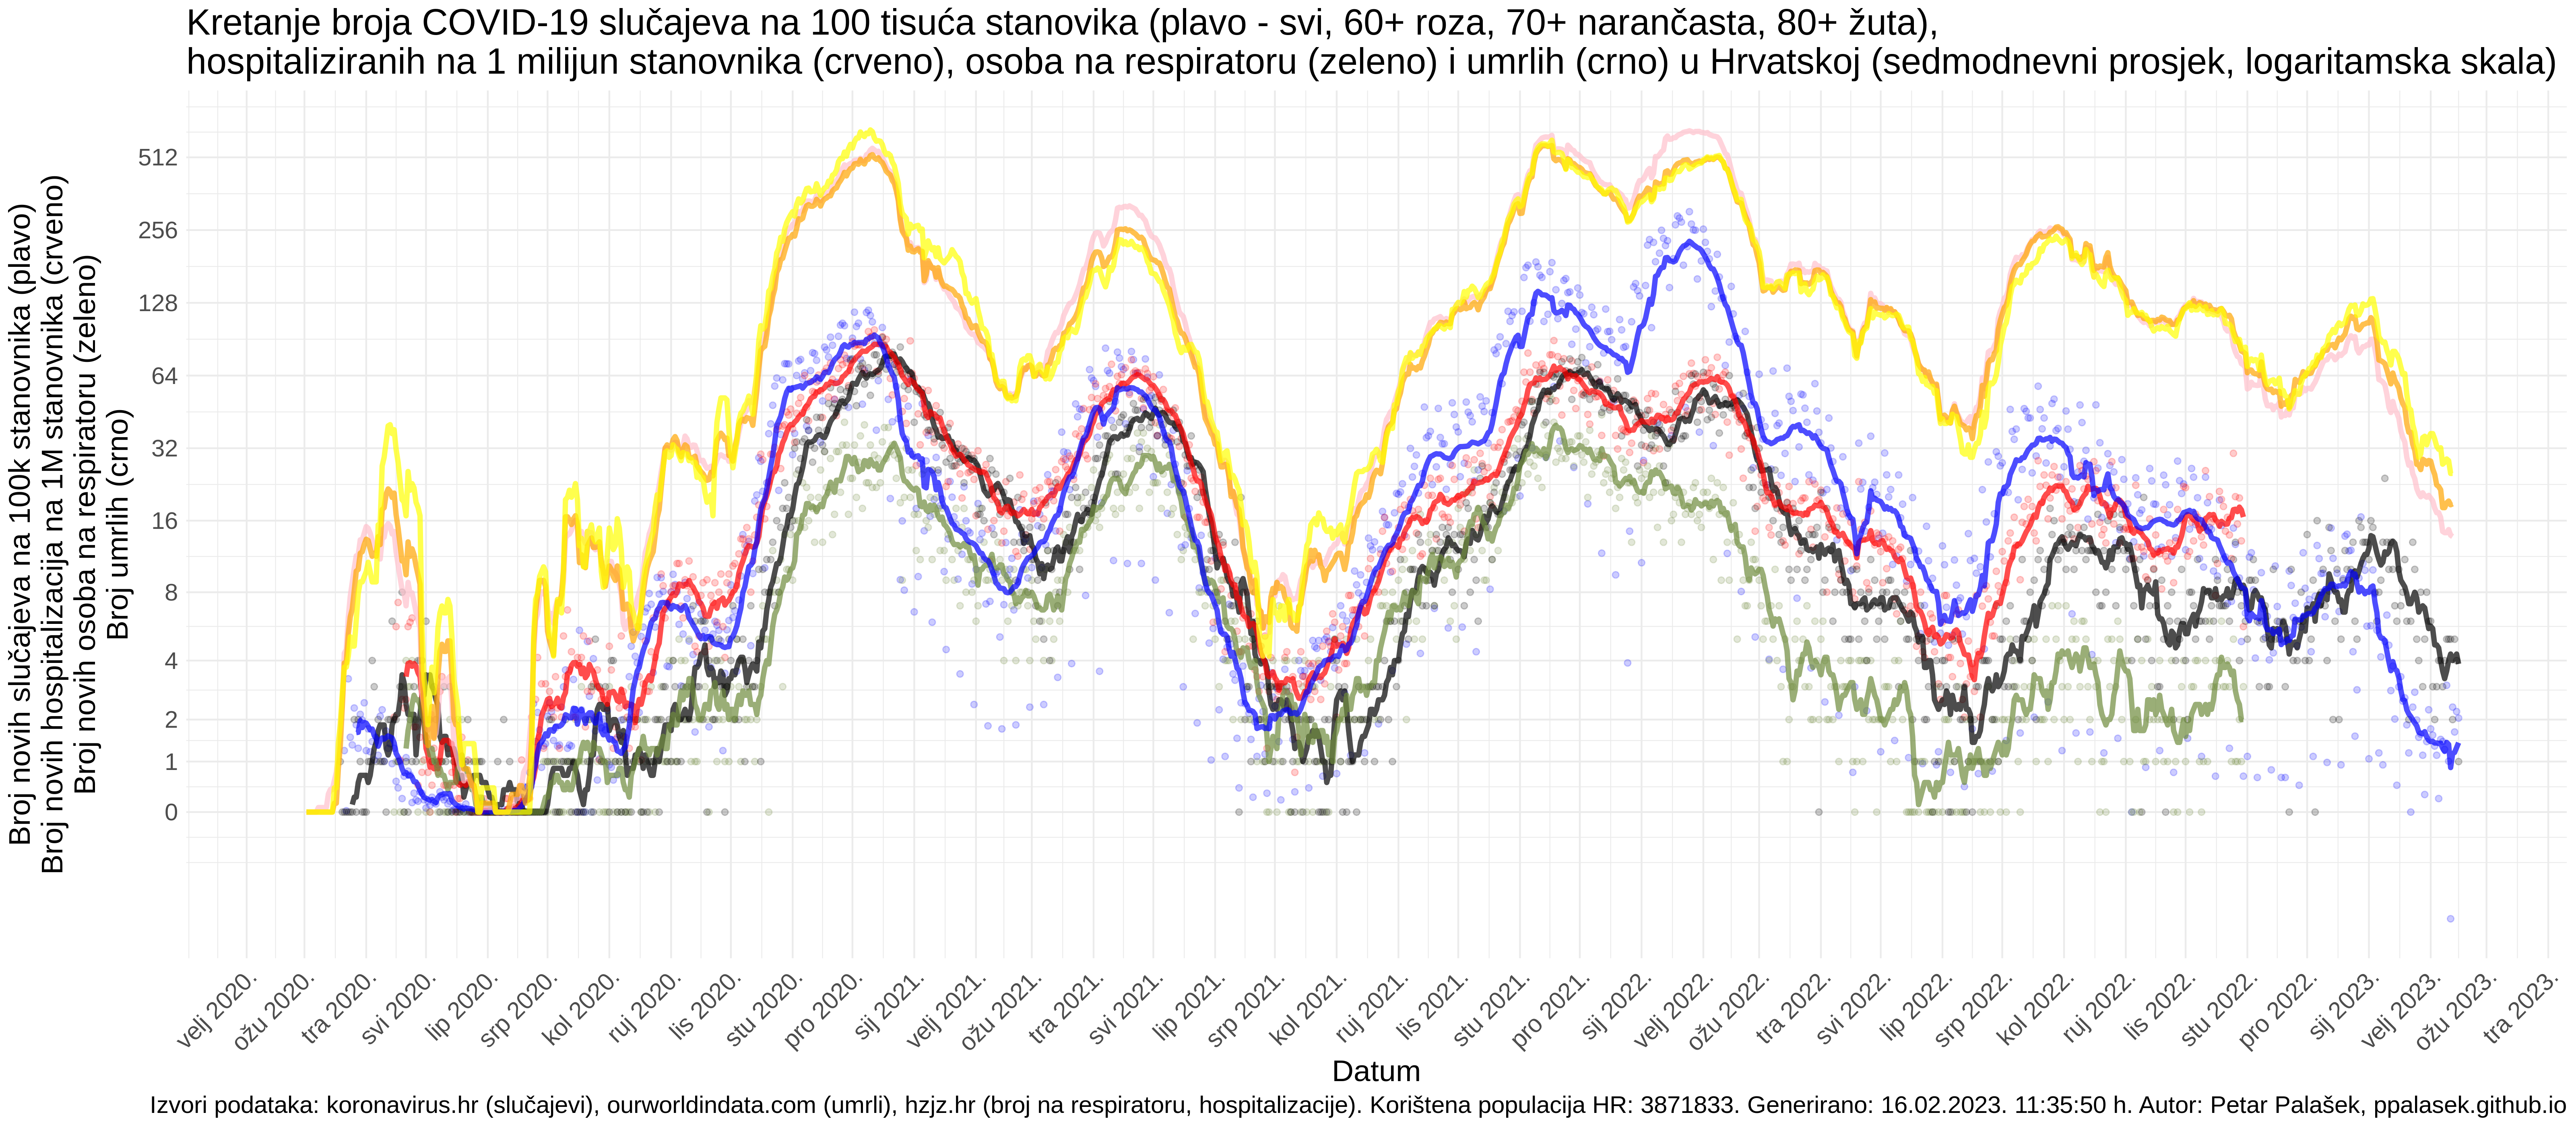 Kretanje broja COVID-19 slučajeva na 100 tisuća stanovika (plavo - svi, 60+ roza, 70+ narančasta, 80+ žuta),
hospitaliziranih na 1 milijun stanovnika (crveno), osoba na respiratoru (zeleno) i umrlih (crno) u Hrvatskoj (sedmodnevni prosjek, logaritamska skala)
Broj novih slučajeva na 100k stanovnika (plavo)
Broj novih hospitalizacija na 1M stanovnika (crveno)
Broj novih osoba na respiratoru (zeleno)
Broj umrlih (crno)
512
256
128
64
32
16
8
4
2
1
0
velj 2020.
ožu 2020.
tra 2020.
svi 2020.
lip 2020.
srp 2020.
kol 2020.
ruj 2020.
lis 2020.
stu 2020.
pro 2020.
sij 2021.
velj 2021.
ožu 2021.
tra 2021.
svi 2021.
lip 2021.
srp 2021.
kol 2021.
ruj 2021.
lis 2021.
stu 2021.
pro 2021.
sij 2022.
velj 2022.
ožu 2022.
tra 2022.
svi 2022.
lip 2022.
srp 2022.
kol 2022.
ruj 2022.
lis 2022.
stu 2022.
pro 2022.
sij 2023.
velj 2023.
ožu 2023.
tra 2023.
Datum
Izvori podataka: koronavirus.hr (slučajevi), ourworldindata.com (umrli), hzjz.hr (broj na respiratoru, hospitalizacije). Korištena populacija HR: 3871833. Generirano: 16.02.2023. 11:35:50 h. Autor: Petar Palašek, ppalasek.github.io